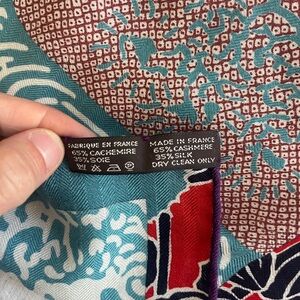 FABRIQUE EN FRANCE
65% CACHEMIRE
35% SOIE
MADE IN FRANCE
65% CASHMERE
35% SILK
DRY CLEAN ONLY